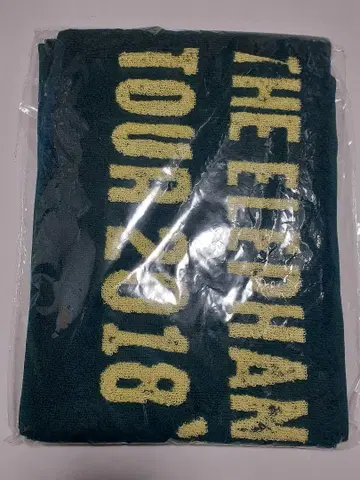 THE ELEPHAN
TOUR 2018 '